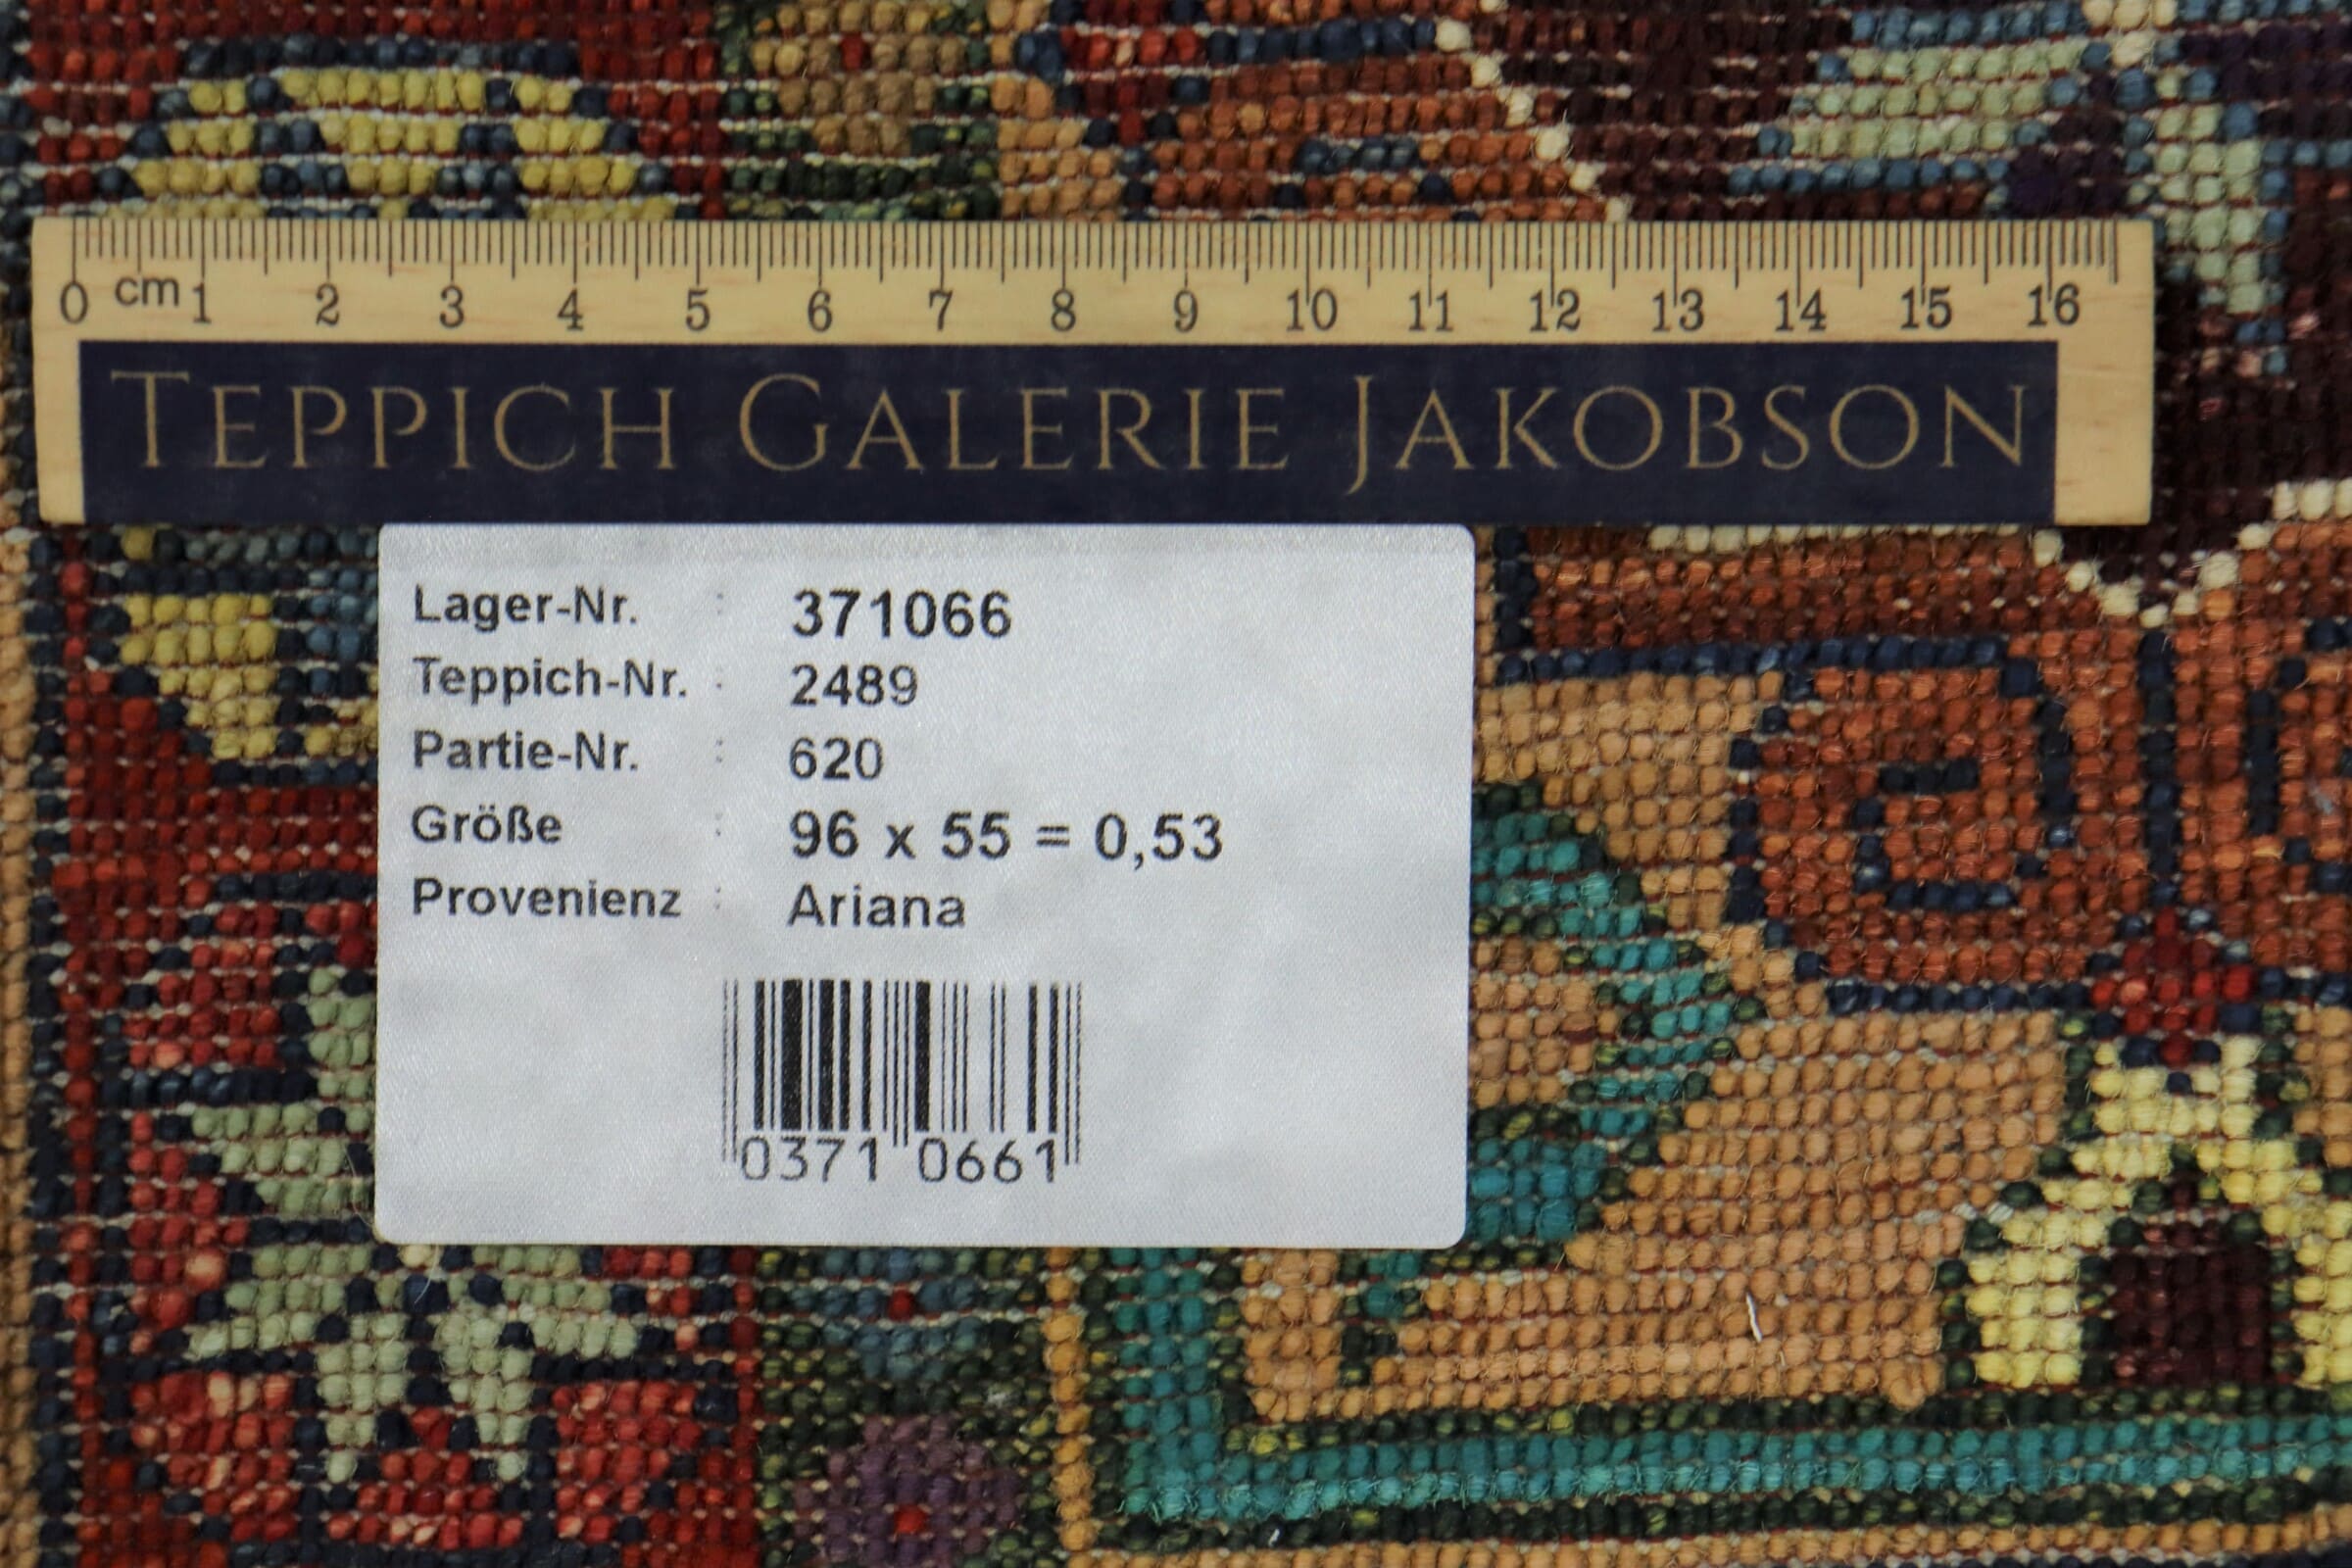 0 cm 1 2 3 4 5 6 7 8 9 10 11 12 13 14 15 16
TEPPICH GALERIE JAKOBSON
Lager-Nr. : 371066
Teppich-Nr. : 2489
Partie-Nr. : 620
Größe : 96 x 55 = 0,53
Provenienz : Ariana
0371 0661